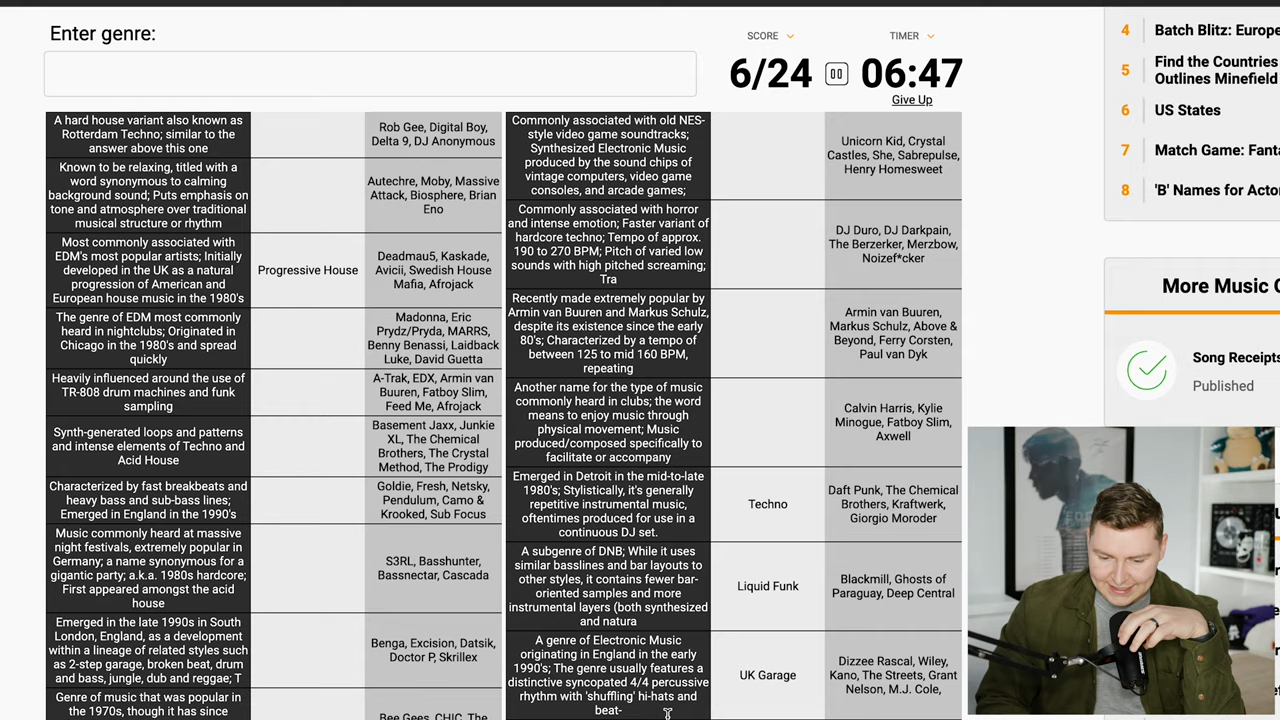 Enter genre:
SCORE
TIMER
6/24
06:47
Give Up
A hard house variant also known as
Rotterdam Techno; similar to the
answer above this one
Rob Gee, Digital Boy,
Delta 9, DJ Anonymous
Known to be relaxing, titled with a
word synonymous to calming
background sound; Puts emphasis on
tone and atmosphere over traditional
musical structure or rhythm
Autechre, Moby, Massive
Attack, Biosphere, Brian
Eno
Most commonly associated with
EDM's most popular artists; Initially
developed in the UK as a natural
progression of American and
European house music in the 1980's
Progressive House
Deadmau5, Kaskade,
Avicii, Swedish House
Mafia, Afrojack
The genre of EDM most commonly
heard in nightclubs; Originated in
Chicago in the 1980's and spread
quickly
Madonna, Eric
Prydz/Pryda, MARRS,
Benny Benassi, Laidback
Luke, David Guetta
Heavily influenced around the use of
TR-808 drum machines and funk
sampling
A-Trak, EDX, Armin van
Buuren, Fatboy Slim,
Feed Me, Afrojack
Synth-generated loops and patterns
and intense elements of Techno and
Acid House
Basement Jaxx, Junkie
XL, The Chemical
Brothers, The Crystal
Method, The Prodigy
Characterized by fast breakbeats and
heavy bass and sub-bass lines;
Emerged in England in the 1990's
Goldie, Fresh, Netsky,
Pendulum, Camo &
Krooked, Sub Focus
Music commonly heard at massive
night festivals, extremely popular in
Germany; a name synonymous for a
gigantic party; a.k.a. 1980s hardcore;
First appeared amongst the acid
house
S3RL, Basshunter,
Bassnectar, Cascada
Emerged in the late 1990s in South
London, England, as a development
within a lineage of related styles such
as 2-step garage, broken beat, drum
and bass, jungle, dub and reggae; T
Benga, Excision, Datsik,
Doctor P, Skrillex
Genre of music that was popular in
the 1970s, though it has since
Bee Gees, CHIC, The
Commonly associated with old NES-
style video game soundtracks;
Synthesized Electronic Music
produced by the sound chips of
vintage computers, video game
consoles, and arcade games;
Unicorn Kid, Crystal
Castles, She, Sabrepulse,
Henry Homesweet
Commonly associated with horror
and intense emotion; Faster variant of
hardcore techno; Tempo of approx.
190 to 270 BPM; Pitch of varied low
sounds with high pitched screaming;
Tra
DJ Duro, DJ Darkpain,
The Berzerker, Merzbow,
Noizef*cker
Recently made extremely popular by
Armin van Buuren and Markus Schulz,
despite its existence since the early
80's; Characterized by a tempo of
between 125 to mid 160 BPM,
repeating
Armin van Buuren,
Markus Schulz, Above &
Beyond, Ferry Corsten,
Paul van Dyk
Another name for the type of music
commonly heard in clubs; the word
means to enjoy music through
physical movement; Music
produced/composed specifically to
facilitate or accompany
Calvin Harris, Kylie
Minogue, Fatboy Slim,
Axwell
Emerged in Detroit in the mid-to-late
1980's; Stylistically, it's generally
repetitive instrumental music,
oftentimes produced for use in a
continuous DJ set.
Techno
Daft Punk, The Chemical
Brothers, Kraftwerk,
Giorgio Moroder
A subgenre of DNB; While it uses
similar basslines and bar layouts to
other styles, it contains fewer bar-
oriented samples and more
instrumental layers (both synthesized
and natura
Liquid Funk
Blackmill, Ghosts of
Paraguay, Deep Central
A genre of Electronic Music
originating in England in the early
1990's; The genre usually features a
distinctive syncopated 4/4 percussive
rhythm with 'shuffling' hi-hats and
beat-
UK Garage
Dizzee Rascal, Wiley,
Kano, The Streets, Grant
Nelson, M.J. Cole,
4 Batch Blitz: Europe
5 Find the Countries
Outlines Minefield
6 US States
7 Match Game: Fanta
8 'B' Names for Actor
More Music
Song Receipts
Published